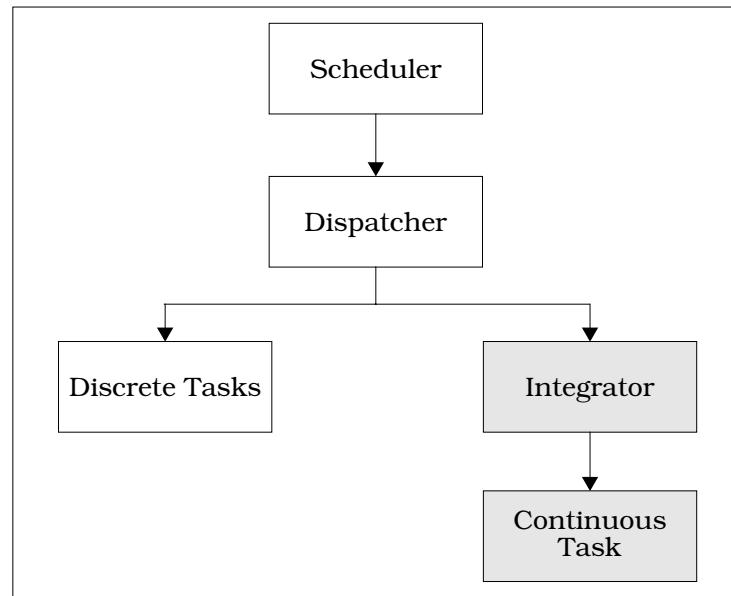 Scheduler
Dispatcher
Discrete Tasks
Integrator
Continuous
Task